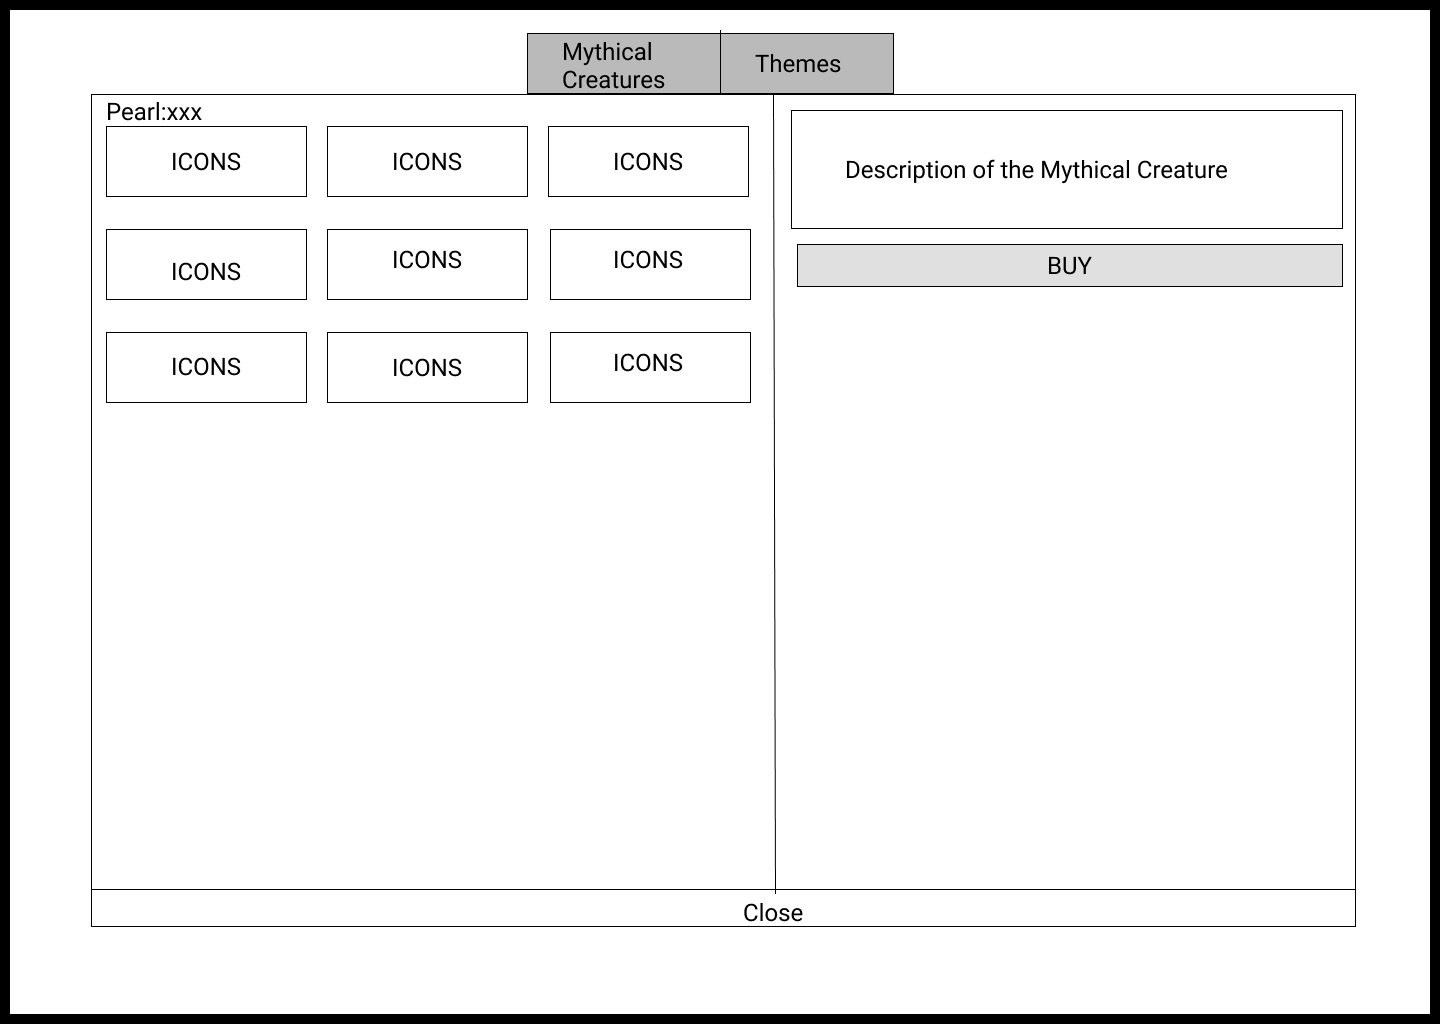 Mythical
Creatures
Themes
Pearl:xxx
ICONS
ICONS
ICONS
ICONS
ICONS
ICONS
ICONS
ICONS
ICONS
Description of the Mythical Creature
BUY
Close